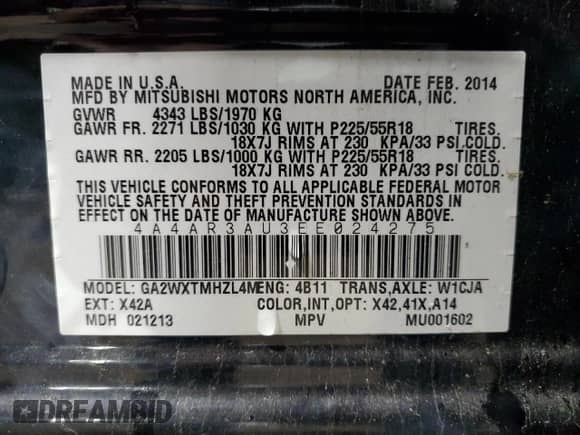 MADE IN U.S.A. DATE FEB. 2014
MFD BY MITSUBISHI MOTORS NORTH AMERICA, INC.
GVWR 4343 LBS/1970 KG
GAWR FR. 2271 LBS/1030 KG WITH P225/55R18 TIRES.
18X7J RIMS AT 230 KPA/33 PSI COLD.
GAWR RR. 2205 LBS/1000 KG WITH P225/55R18 TIRES.
18X7J RIMS AT 230 KPA/33 PSI COLD.
THIS VEHICLE CONFORMS TO ALL APPLICABLE FEDERAL MOTOR
VEHICLE SAFETY AND THEFT PREVENTION STANDARDS IN
EFFECT ON THE DATE OF MANUFACTURE SHOWN ABOVE.
4A4AR3AU3EE024275
MODEL: GA2WXTMHZL4M ENG: 4B11 TRANS,AXLE: W1CJA
EXT: X42A COLOR,INT,OPT: X42,41X,A14
MDH 021213 MPV MU001602
DREAMBID